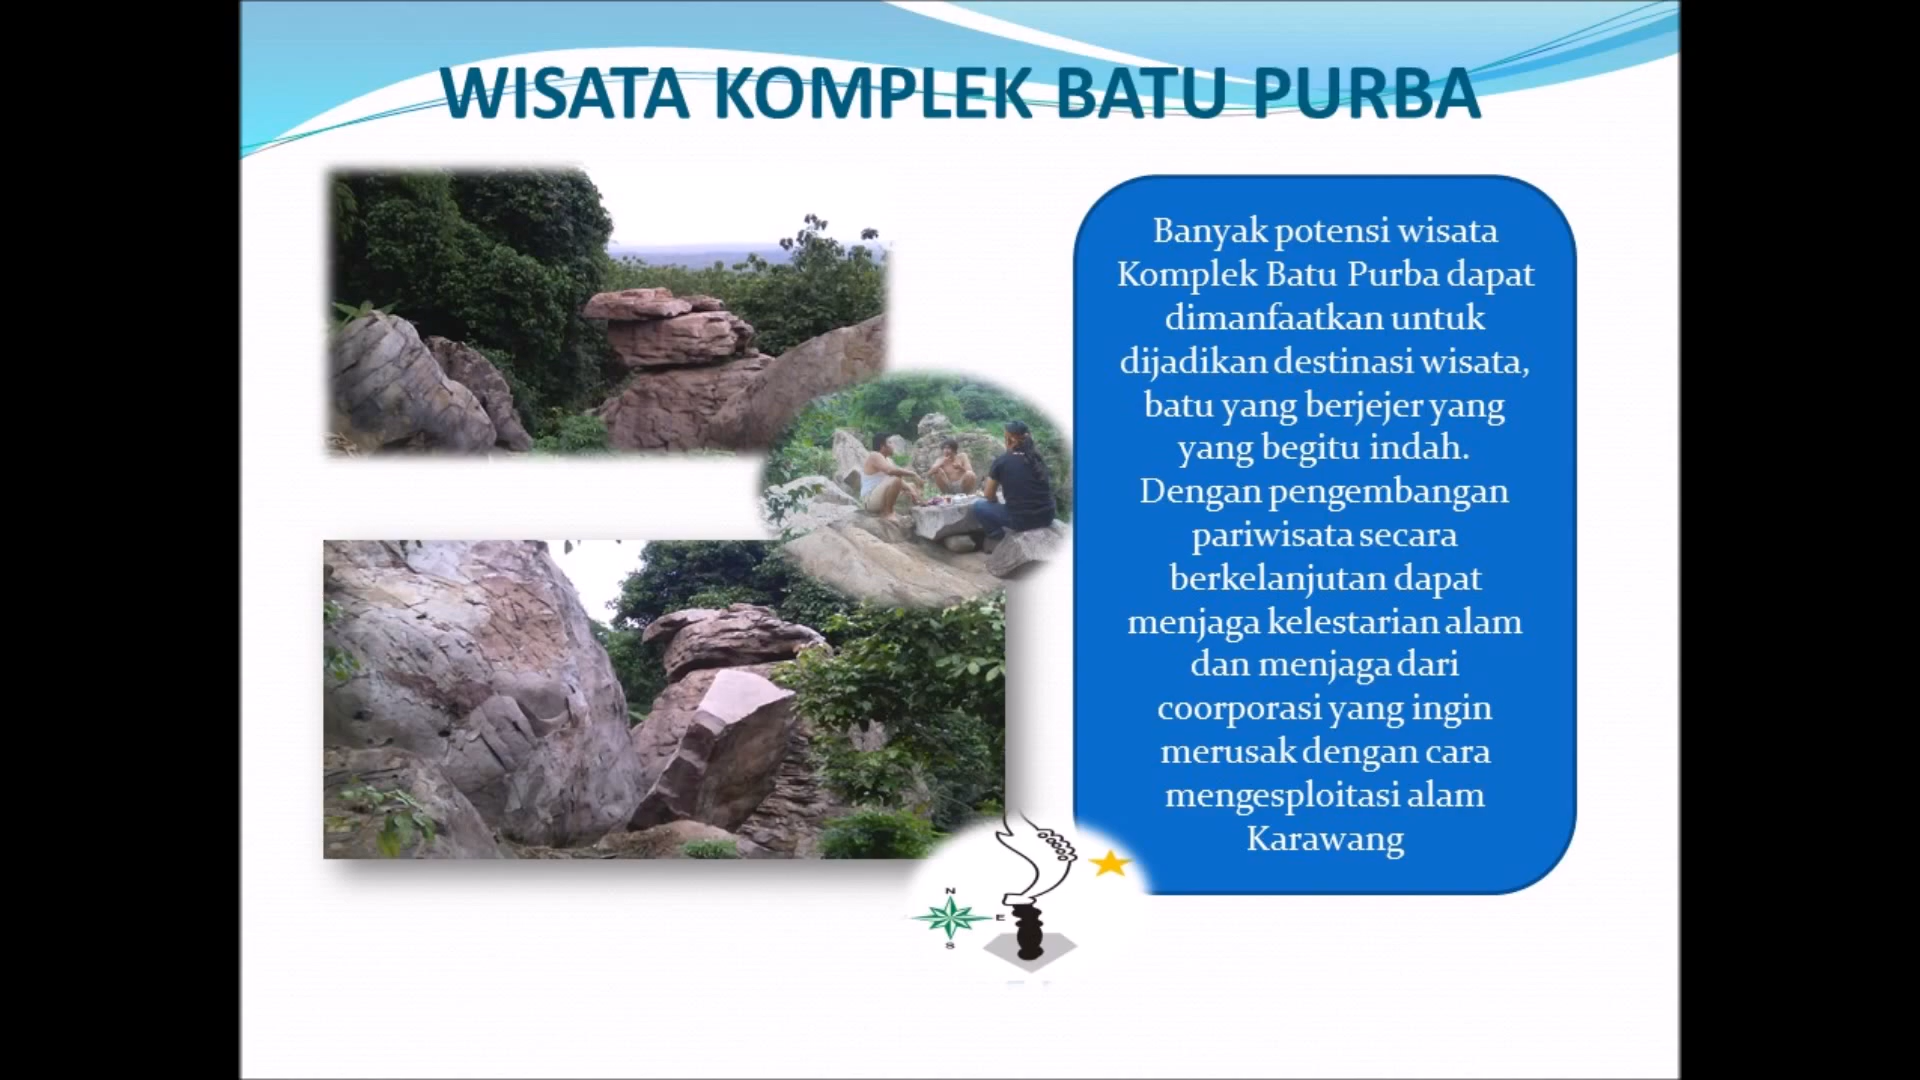 WISATA KOMPLEK BATU PURBA
Banyak potensi wisata
Komplek Batu Purba dapat
dimanfaatkan untuk
dijadikan destinasi wisata,
batu yang berjejer yang
yang begitu indah.
Dengan pengembangan
pariwisata secara
berkelanjutan dapat
menjaga kelestarian alam
dan menjaga dari
coorporasi yang ingin
merusak dengan cara
mengesploitasi alam
Karawang
N
E
S